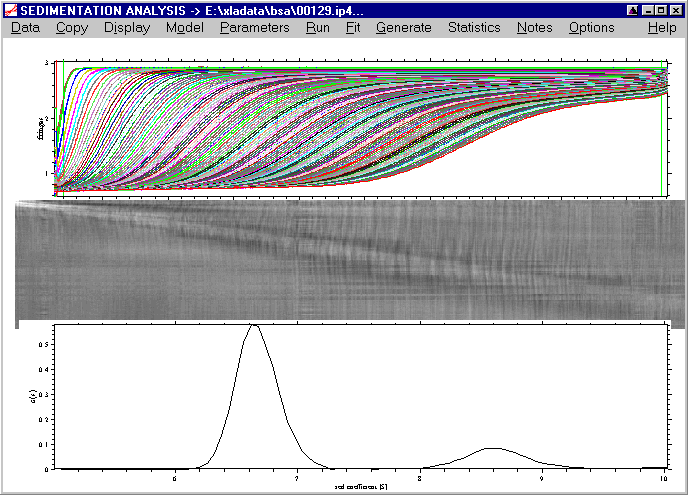 SEDIMENTATION ANALYSIS -> E:\xladata\bsa\00129.ip4...
Data Copy Display Model Parameters Run Fit Generate Statistics Notes Options Help
3
fringes
2
1
0.5
c(s)
0.4
0.3
0.2
0.1
0
6 7 8 9 10
sed coefficient [S]